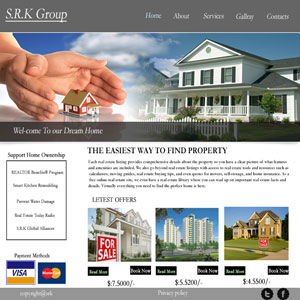 S.R.K Group
Home About Services Gallery Contacts
Wel-come To our Dream Home
Support Home Ownership
REALTOR Benefits® Program
Smart Kitchen Remodeling
Prevent Water Damage
Real Estate Today Radio
S.R.K Global Alliances
Payment Methods
VISA
MasterCard
THE EASIEST WAY TO FIND PROPERTY
Each real estate listing provides comprehensive details about the property so you have a clear picture of what features
and amenities are included. We also go beyond real estate listings with access to real estate tools and resources such as
calculators, moving guides, real estate buying tips, and even quotes for movers, self-storage, and home insurance. As a
free online real estate site, we even have a real estate library where you can read up on important real estate facts and
details. Virtually everything you need to find the perfect home is here.
LETEST OFFERS
FOR
SALE
Read More Book Now
$:7.5000/-
Read More Book Now
$:5.5200/-
Read More Book Now
$:4.5500/-
copyright@srk
Privacy policy